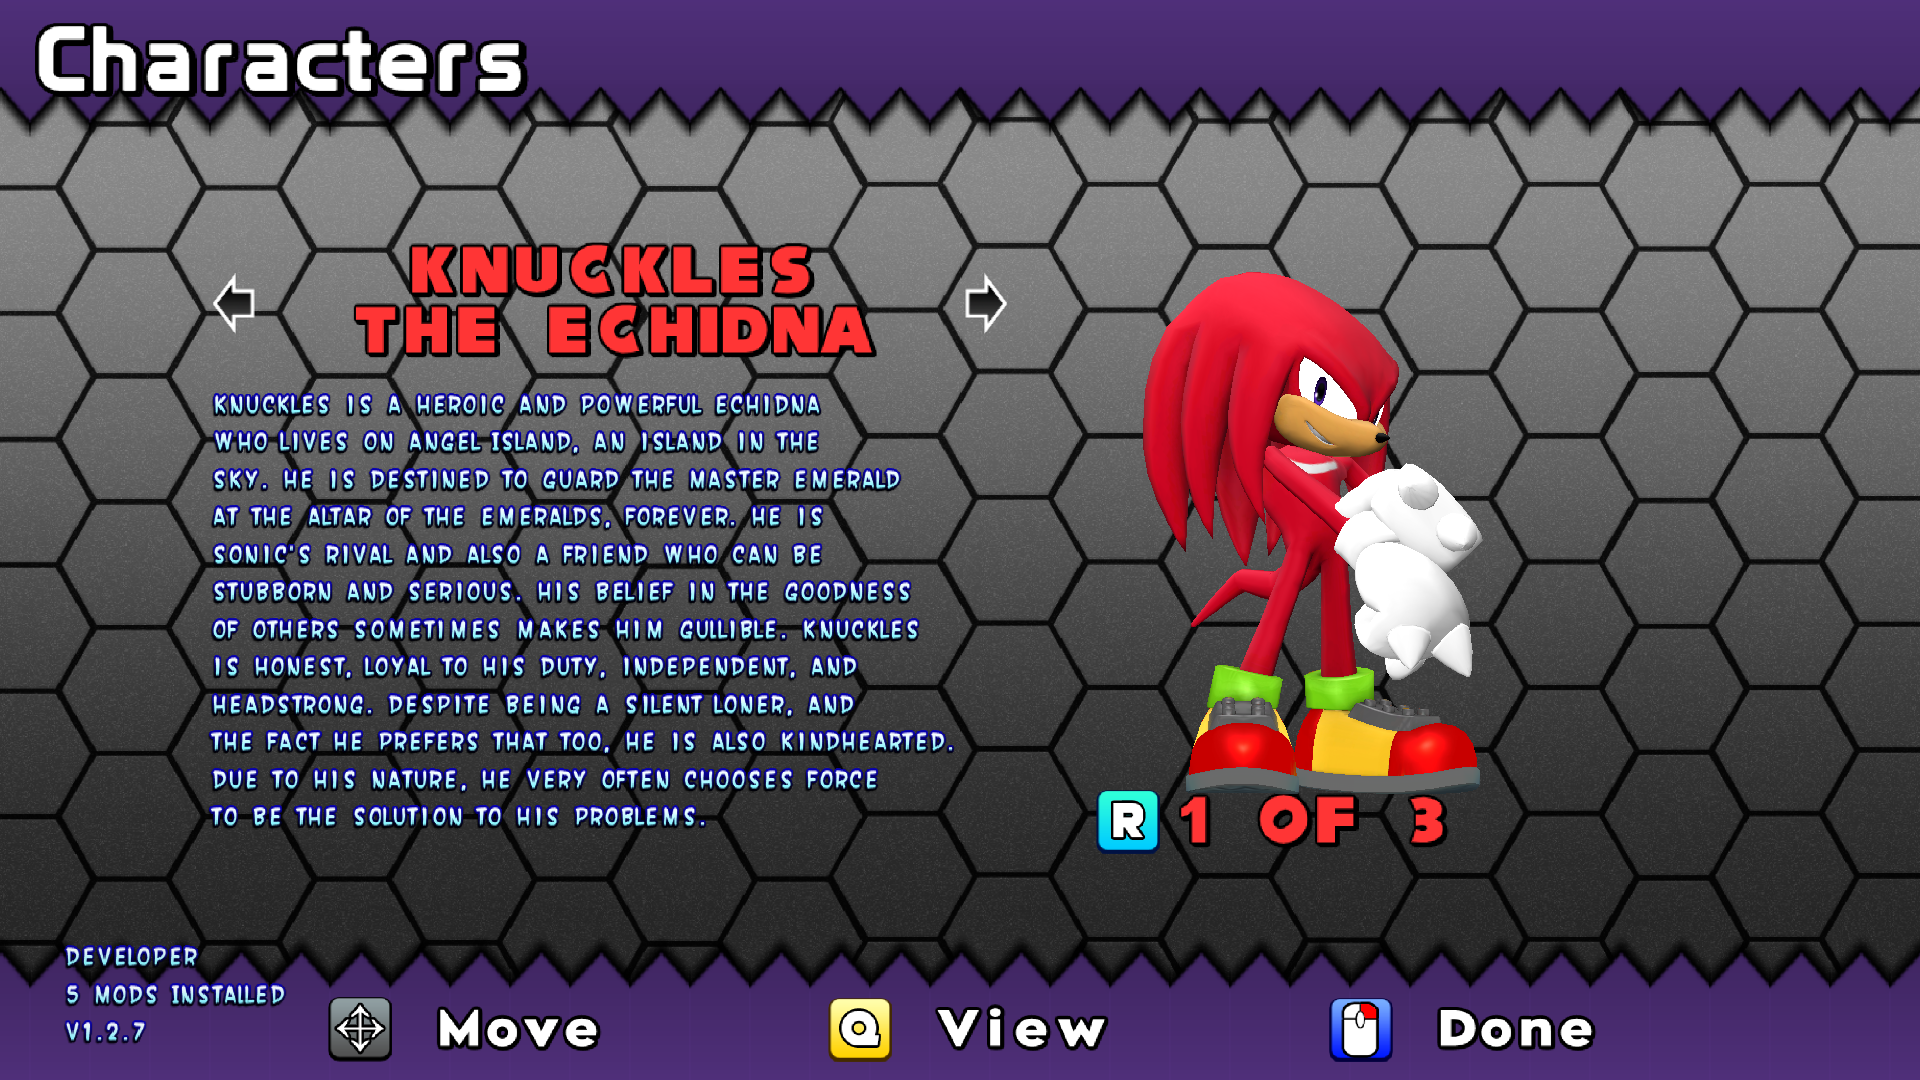 Characters
KNUCKLES
THE ECHIDNA
KNUCKLES IS A HEROIC AND POWERFUL ECHIDNA
WHO LIVES ON ANGEL ISLAND, AN ISLAND IN THE
SKY. HE IS DESTINED TO GUARD THE MASTER EMERALD
AT THE ALTAR OF THE EMERALDS, FOREVER. HE IS
SONIC'S RIVAL AND ALSO A FRIEND WHO CAN BE
STUBBORN AND SERIOUS. HIS BELIEF IN THE GOODNESS
OF OTHERS SOMETIMES MAKES HIM GULLIBLE. KNUCKLES
IS HONEST, LOYAL TO HIS DUTY, INDEPENDENT, AND
HEADSTRONG. DESPITE BEING A SILENT LONER, AND
THE FACT HE PREFERS THAT TOO, HE IS ALSO KINDHEARTED.
DUE TO HIS NATURE, HE VERY OFTEN CHOOSES FORCE
TO BE THE SOLUTION TO HIS PROBLEMS.
R 1 OF 3
DEVELOPER
5 MODS INSTALLED
V1.2.7
Move
Q View
Done